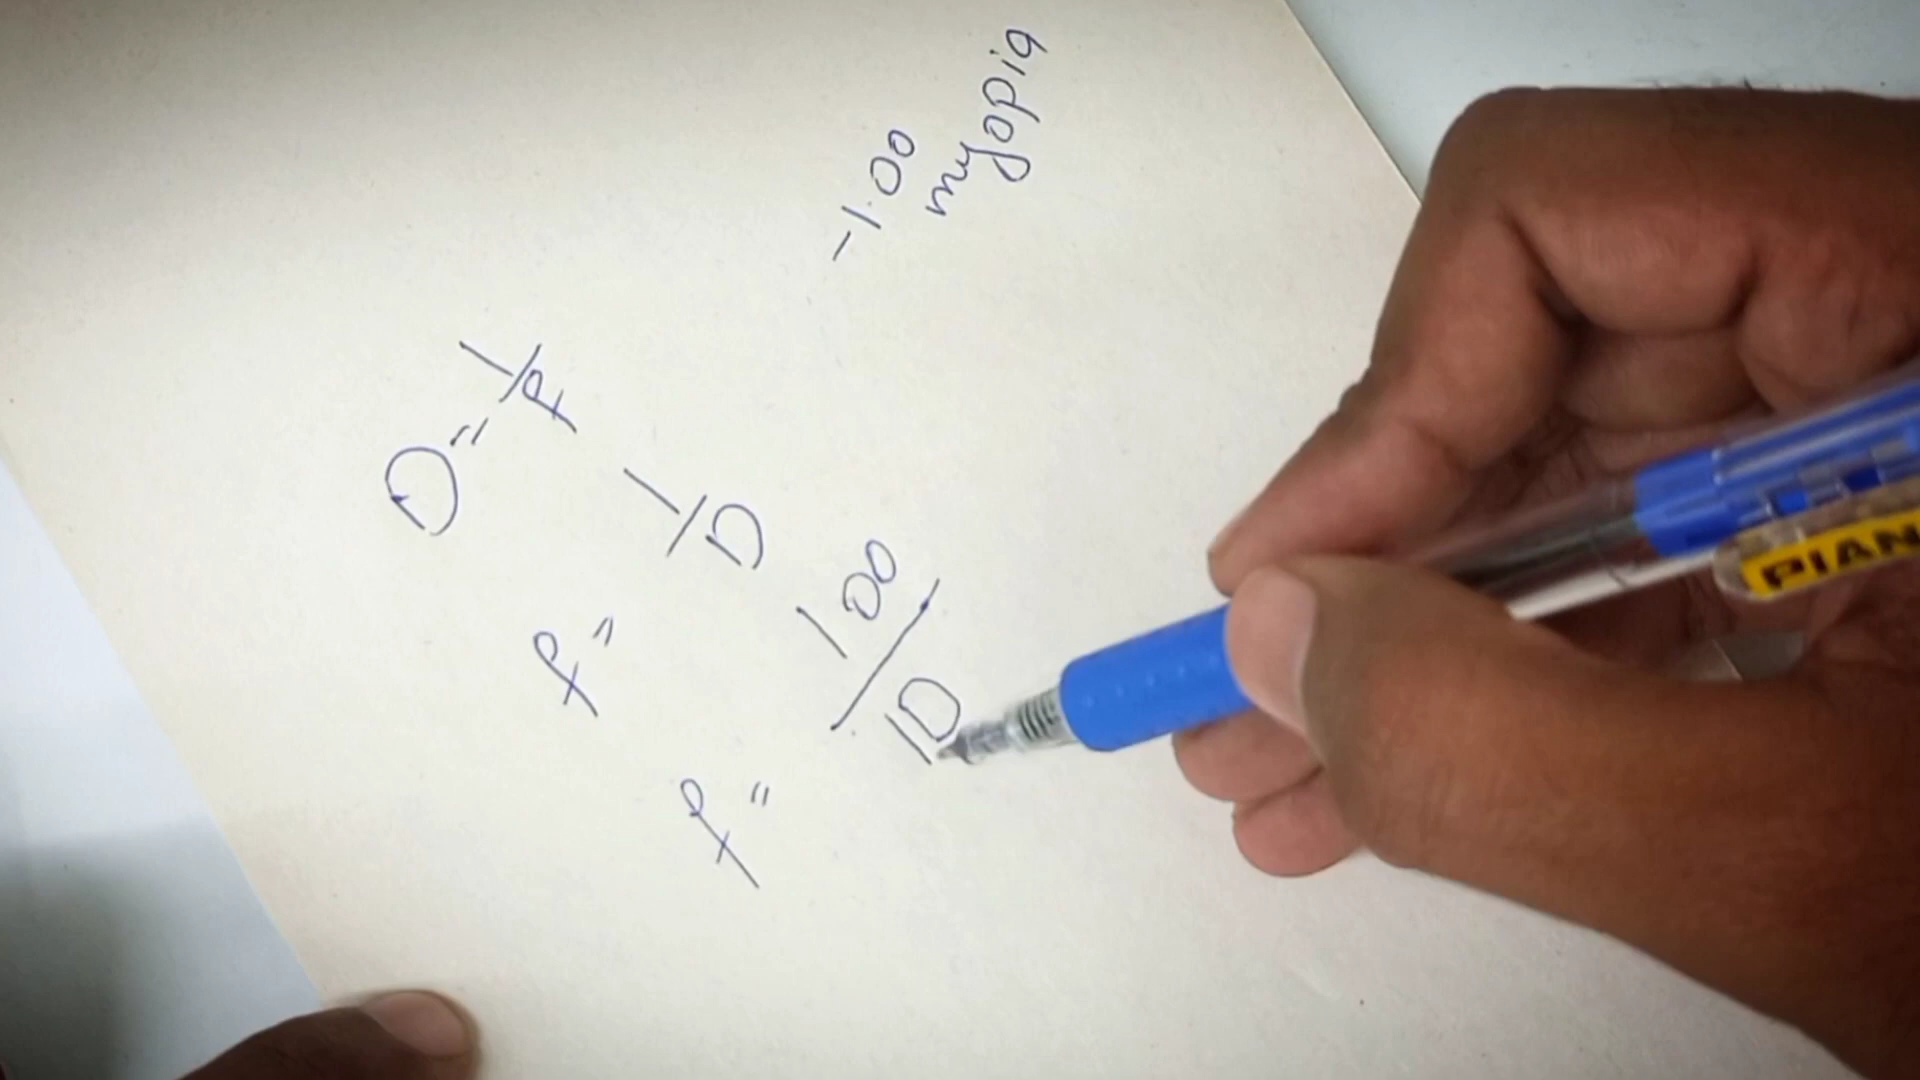 -1.00
myopia
D = 1/f
f = 1/D
f = 100/1D
PIAN